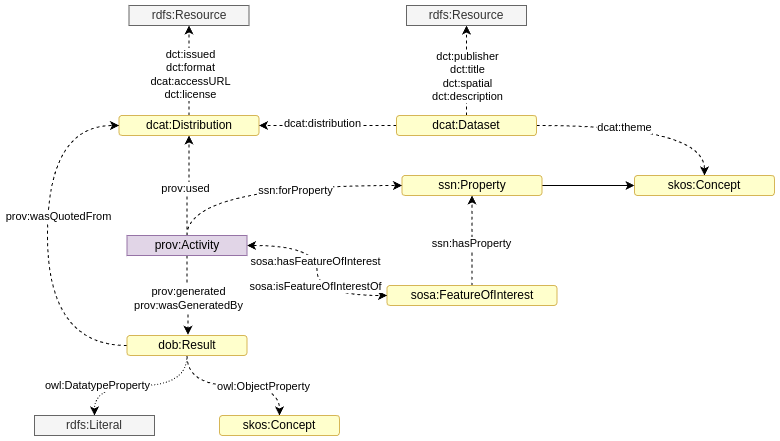 rdfs:Resource
rdfs:Resource
dct:issued
dct:format
dcat:accessURL
dct:license
dct:publisher
dct:title
dct:spatial
dct:description
dcat:Distribution
dcat:distribution
dcat:Dataset
dcat:theme
prov:used
ssn:forProperty
ssn:Property
skos:Concept
prov:wasQuotedFrom
prov:Activity
ssn:hasProperty
sosa:hasFeatureOfInterest
sosa:isFeatureOfInterestOf
sosa:FeatureOfInterest
prov:generated
prov:wasGeneratedBy
dob:Result
owl:DatatypeProperty
owl:ObjectProperty
rdfs:Literal
skos:Concept